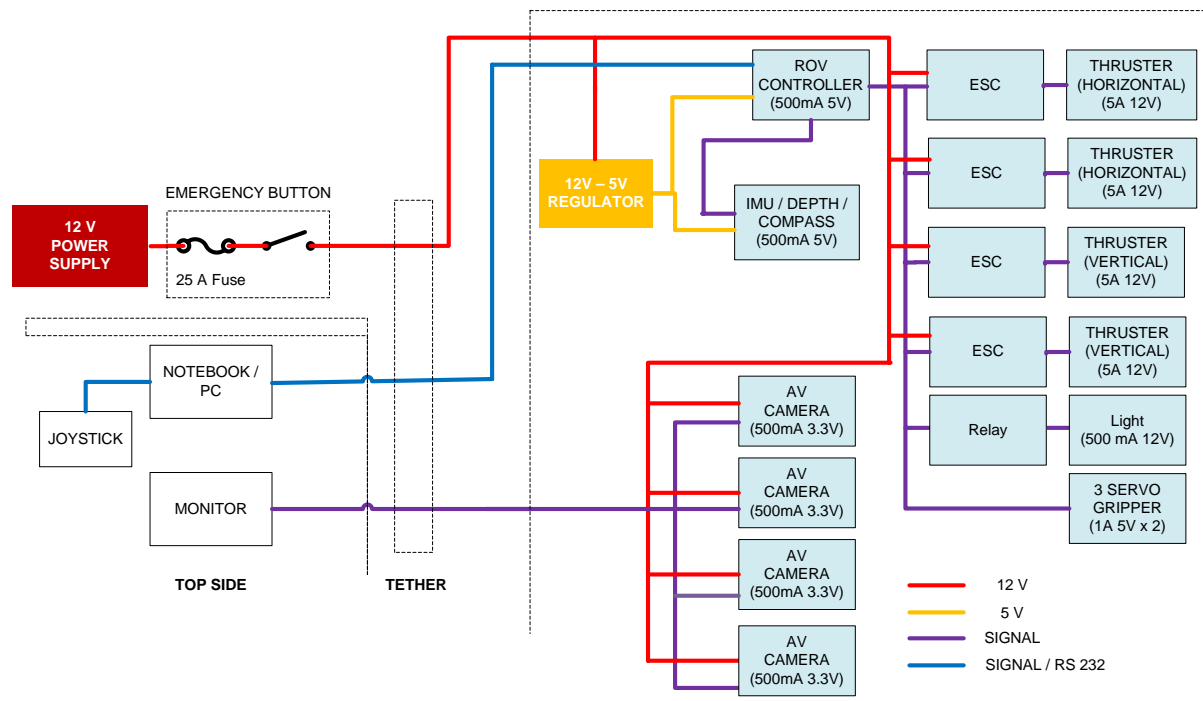 ROV
CONTROLLER
(500mA 5V)
ESC
THRUSTER
(HORIZONTAL)
(5A 12V)
ESC
THRUSTER
(HORIZONTAL)
(5A 12V)
12V – 5V
REGULATOR
IMU / DEPTH /
COMPASS
(500mA 5V)
EMERGENCY BUTTON
12 V
POWER
SUPPLY
25 A Fuse
ESC
THRUSTER
(VERTICAL)
(5A 12V)
ESC
THRUSTER
(VERTICAL)
(5A 12V)
NOTEBOOK /
PC
JOYSTICK
AV
CAMERA
(500mA 3.3V)
Relay
Light
(500 mA 12V)
MONITOR
AV
CAMERA
(500mA 3.3V)
3 SERVO
GRIPPER
(1A 5V x 2)
AV
CAMERA
(500mA 3.3V)
TOP SIDE
TETHER
AV
CAMERA
(500mA 3.3V)
12 V
5 V
SIGNAL
SIGNAL / RS 232